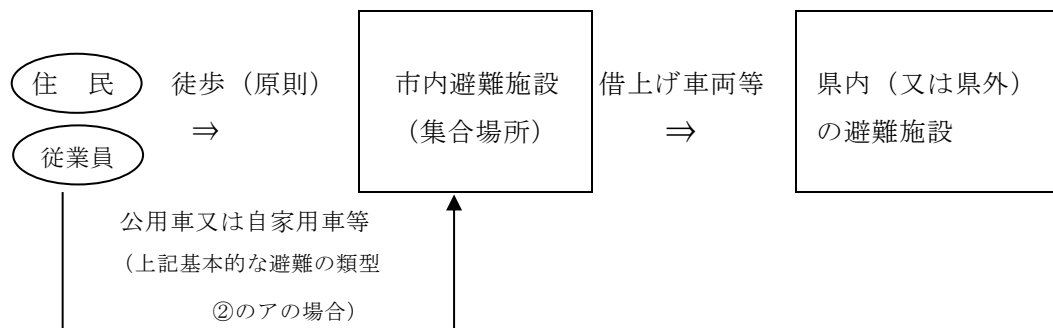 住　民
徒歩（原則）
⇒
従業員
市内避難施設
（集合場所）
借上げ車両等
⇒
県内（又は県外）
の避難施設
公用車又は自家用車等
（上記基本的な避難の類型
②のアの場合）